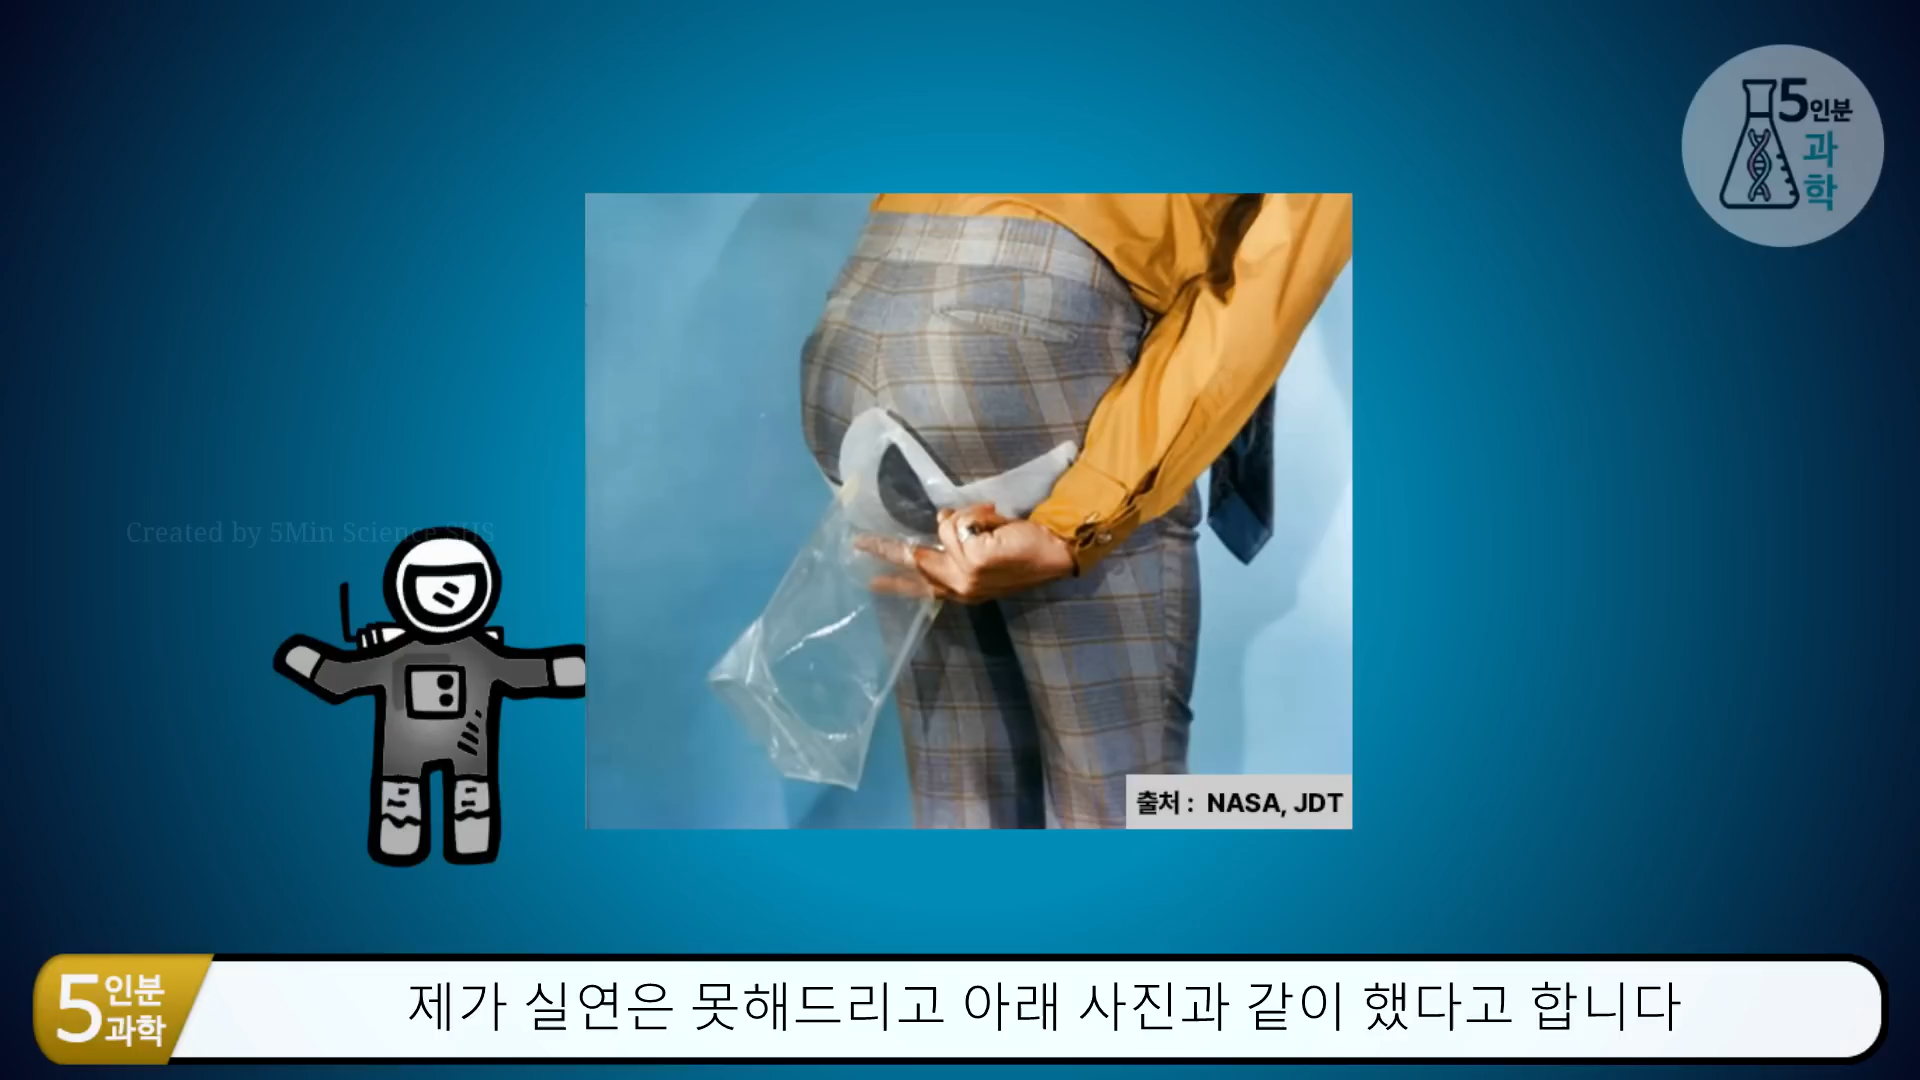 5인분
과
학
Created by 5Min Science SHS
출처 : NASA, JDT
5인분
과학
제가 실연은 못해드리고 아래 사진과 같이 했다고 합니다